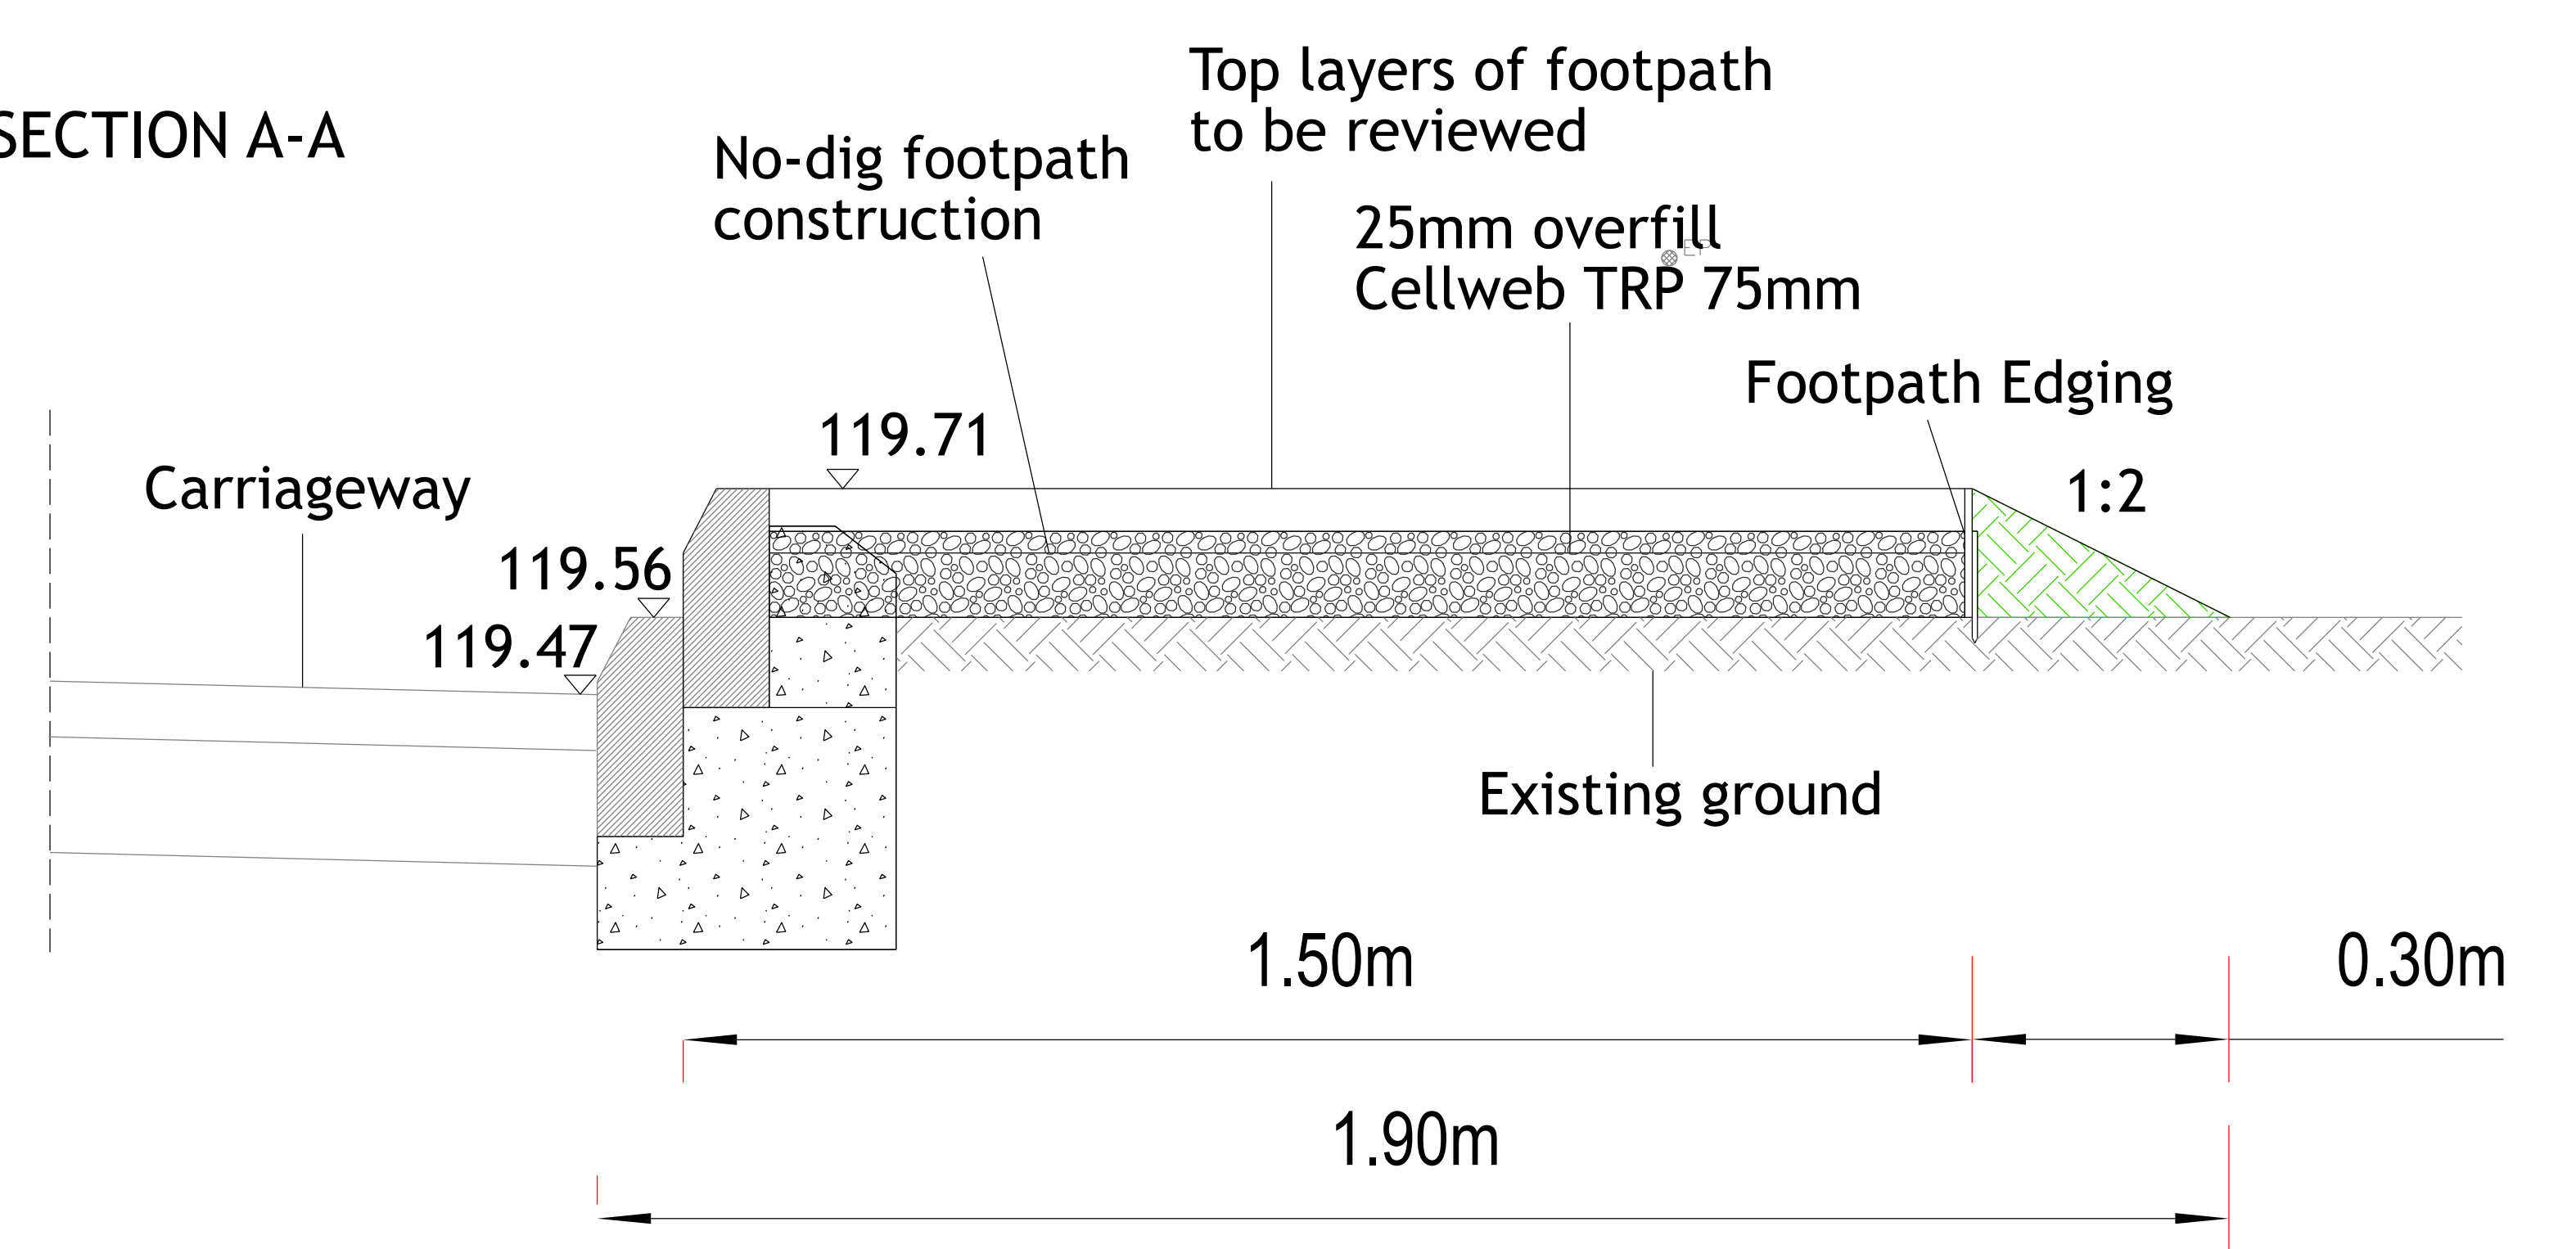 SECTION A-A
Top layers of footpath
to be reviewed
No-dig footpath
construction
25mm overfill
EP
Cellweb TRP 75mm
Footpath Edging
119.71
1:2
Carriageway
119.56
119.47
Existing ground
1.50m
0.30m
1.90m